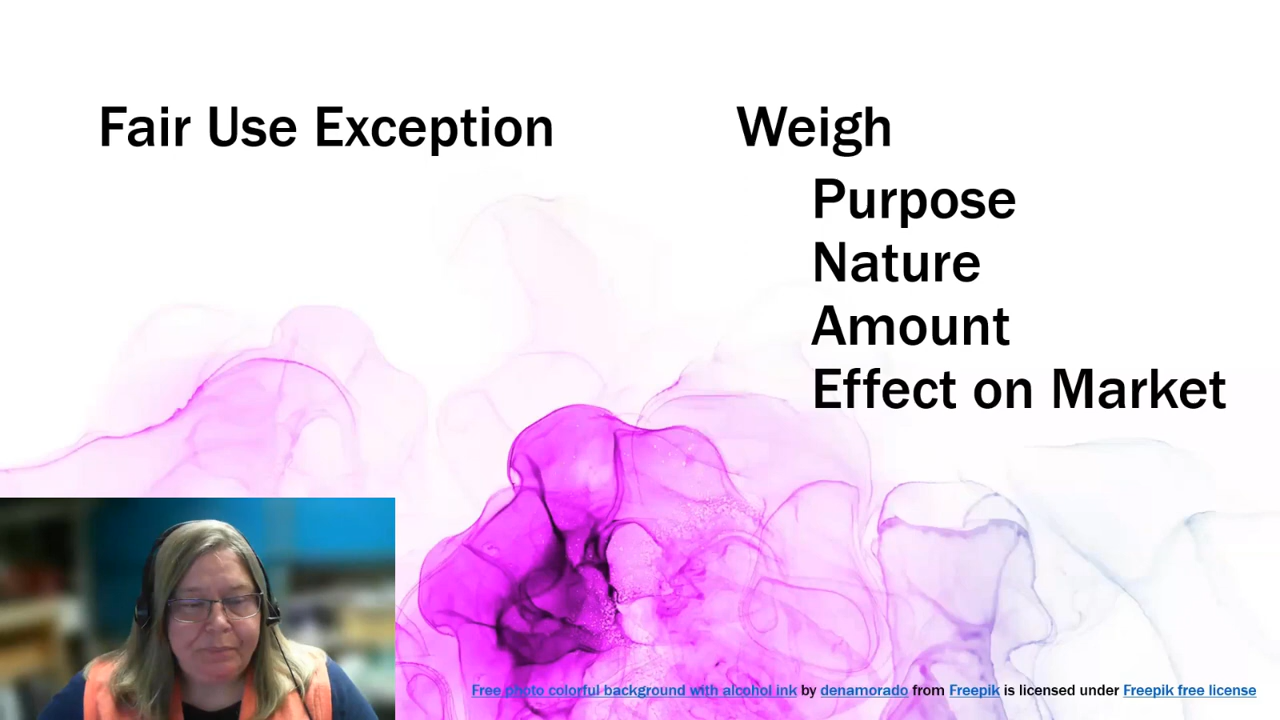 Fair Use Exception
Weigh
Purpose
Nature
Amount
Effect on Market
Free photo colorful background with alcohol ink by denamorado from Freepik is licensed under Freepik free license